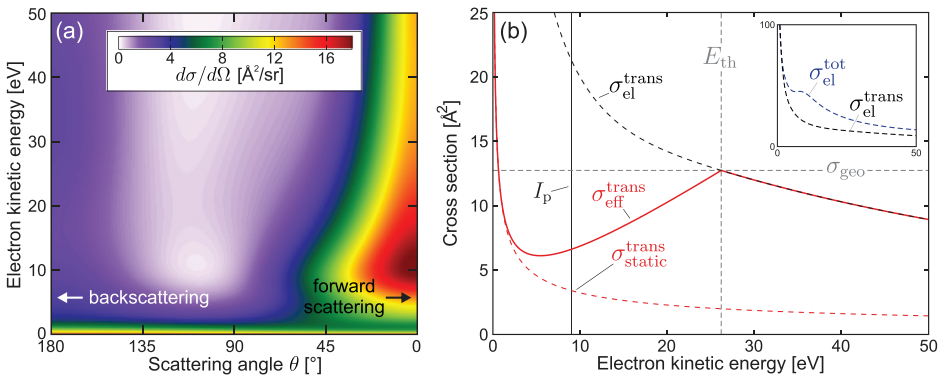 (a)
50
40
30
20
10
0
Electron kinetic energy [eV]
0 4 8 12 16
dσ/dΩ [Å²/sr]
backscattering
forward
scattering
180 135 90 45 0
Scattering angle θ [°]
(b)
25
20
15
10
5
0
Cross section [Å²]
σ_el^trans
E_th
I_p
σ_eff^trans
σ_static^trans
σ_geo
100
0
σ_el^tot
σ_el^trans
0 50
0 10 20 30 40 50
Electron kinetic energy [eV]